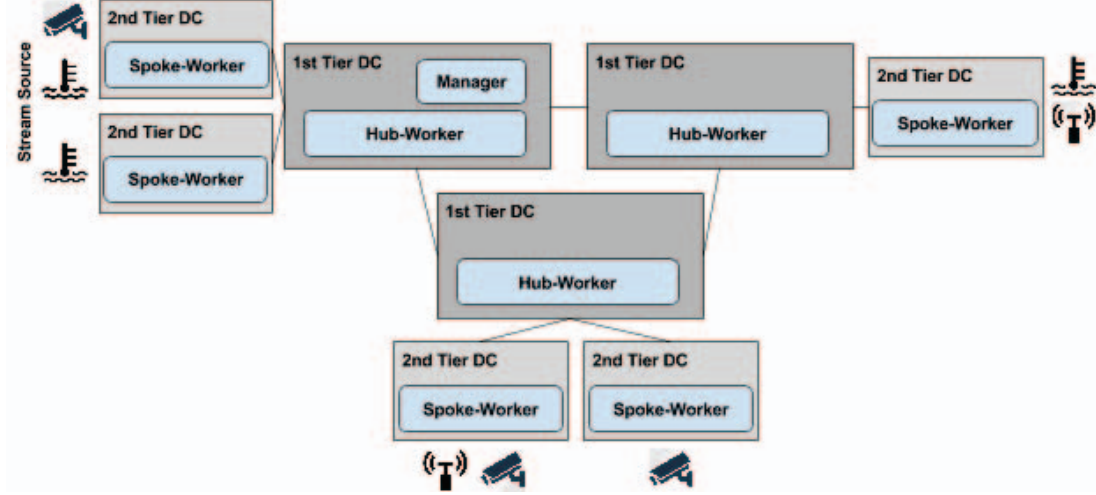 Stream Source
2nd Tier DC
Spoke-Worker
2nd Tier DC
Spoke-Worker
1st Tier DC
Manager
Hub-Worker
1st Tier DC
Hub-Worker
2nd Tier DC
Spoke-Worker
1st Tier DC
Hub-Worker
2nd Tier DC
Spoke-Worker
2nd Tier DC
Spoke-Worker